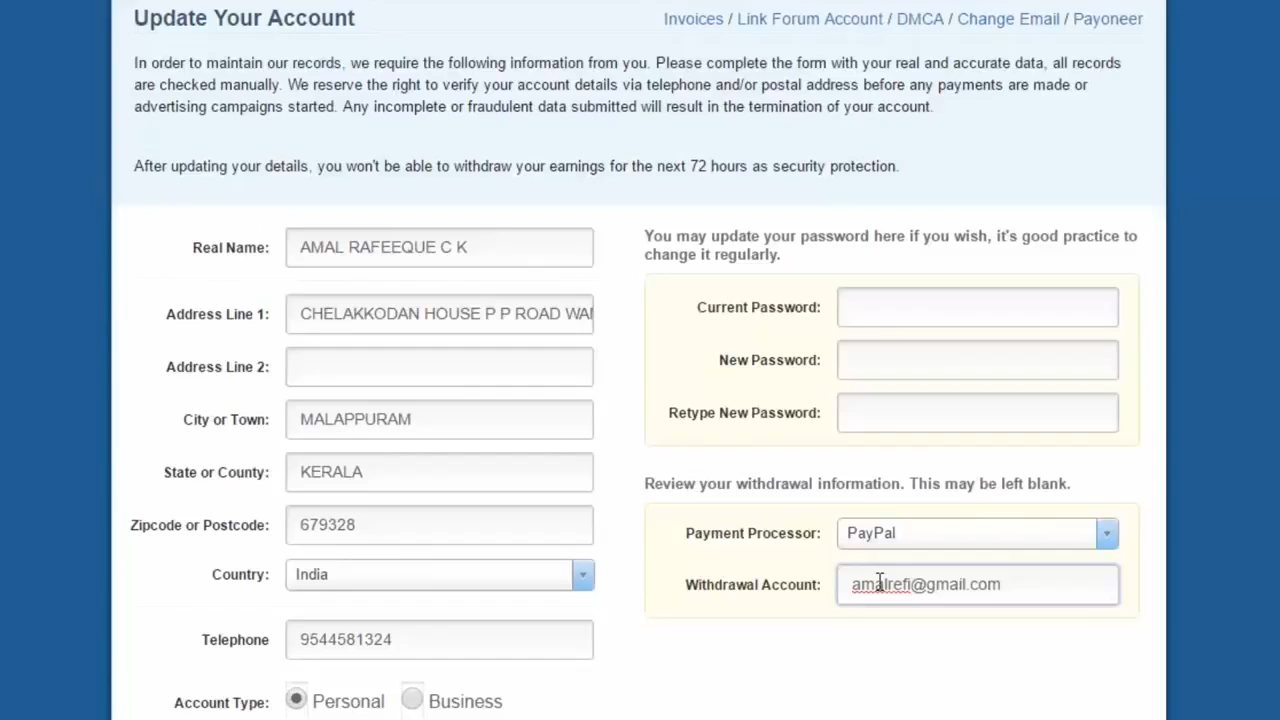 Update Your Account
Invoices / Link Forum Account / DMCA / Change Email / Payoneer
In order to maintain our records, we require the following information from you. Please complete the form with your real and accurate data, all records
are checked manually. We reserve the right to verify your account details via telephone and/or postal address before any payments are made or
advertising campaigns started. Any incomplete or fraudulent data submitted will result in the termination of your account.
After updating your details, you won't be able to withdraw your earnings for the next 72 hours as security protection.
Real Name: AMAL RAFEEQUE C K
Address Line 1: CHELAKKODAN HOUSE P P ROAD
Address Line 2:
City or Town: MALAPPURAM
State or County: KERALA
Zipcode or Postcode: 679328
Country: India
Telephone 9544581324
Account Type: Personal Business
You may update your password here if you wish, it's good practice to
change it regularly.
Current Password:
New Password:
Retype New Password:
Review your withdrawal information. This may be left blank.
Payment Processor: PayPal
Withdrawal Account: amalrefi@gmail.com